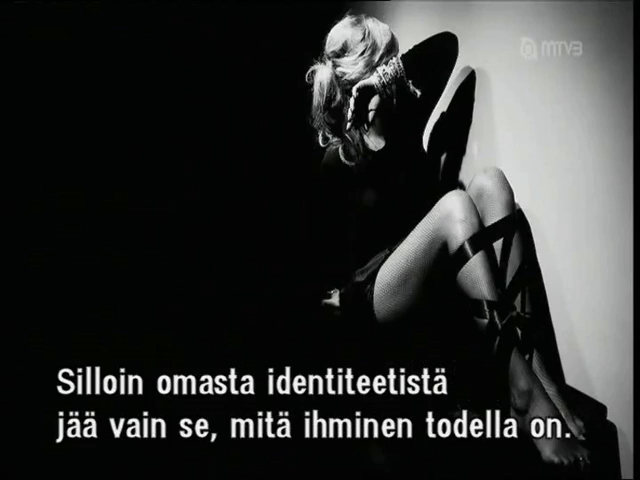 MTV3
Silloin omasta identiteetistä
jää vain se, mitä ihminen todella on.